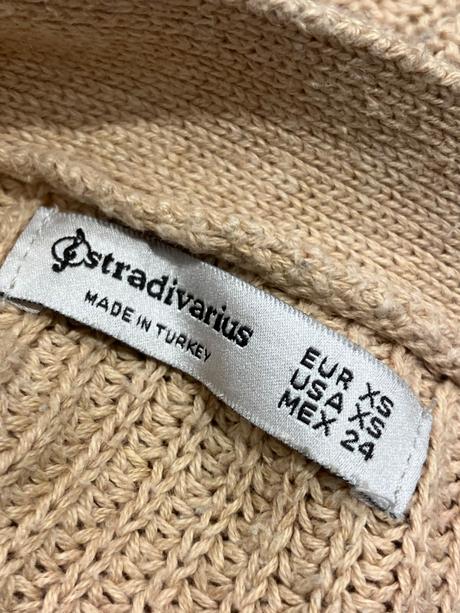 stradivarius
MADE IN TURKEY
EUR XS
USA XS
MEX 24